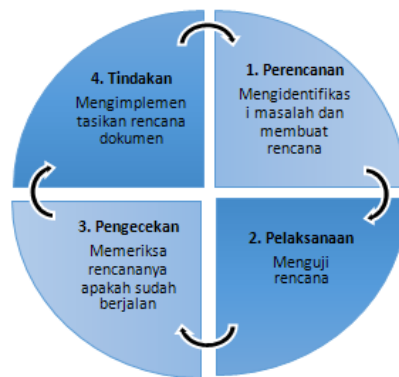 1. Perencanan
Mengidentifikas
i masalah dan
membuat
rencana
2. Pelaksanaan
Menguji
rencana
3. Pengecekan
Memeriksa
rencananya
apakah sudah
berjalan
4. Tindakan
Mengimplemen
tasikan rencana
dokumen